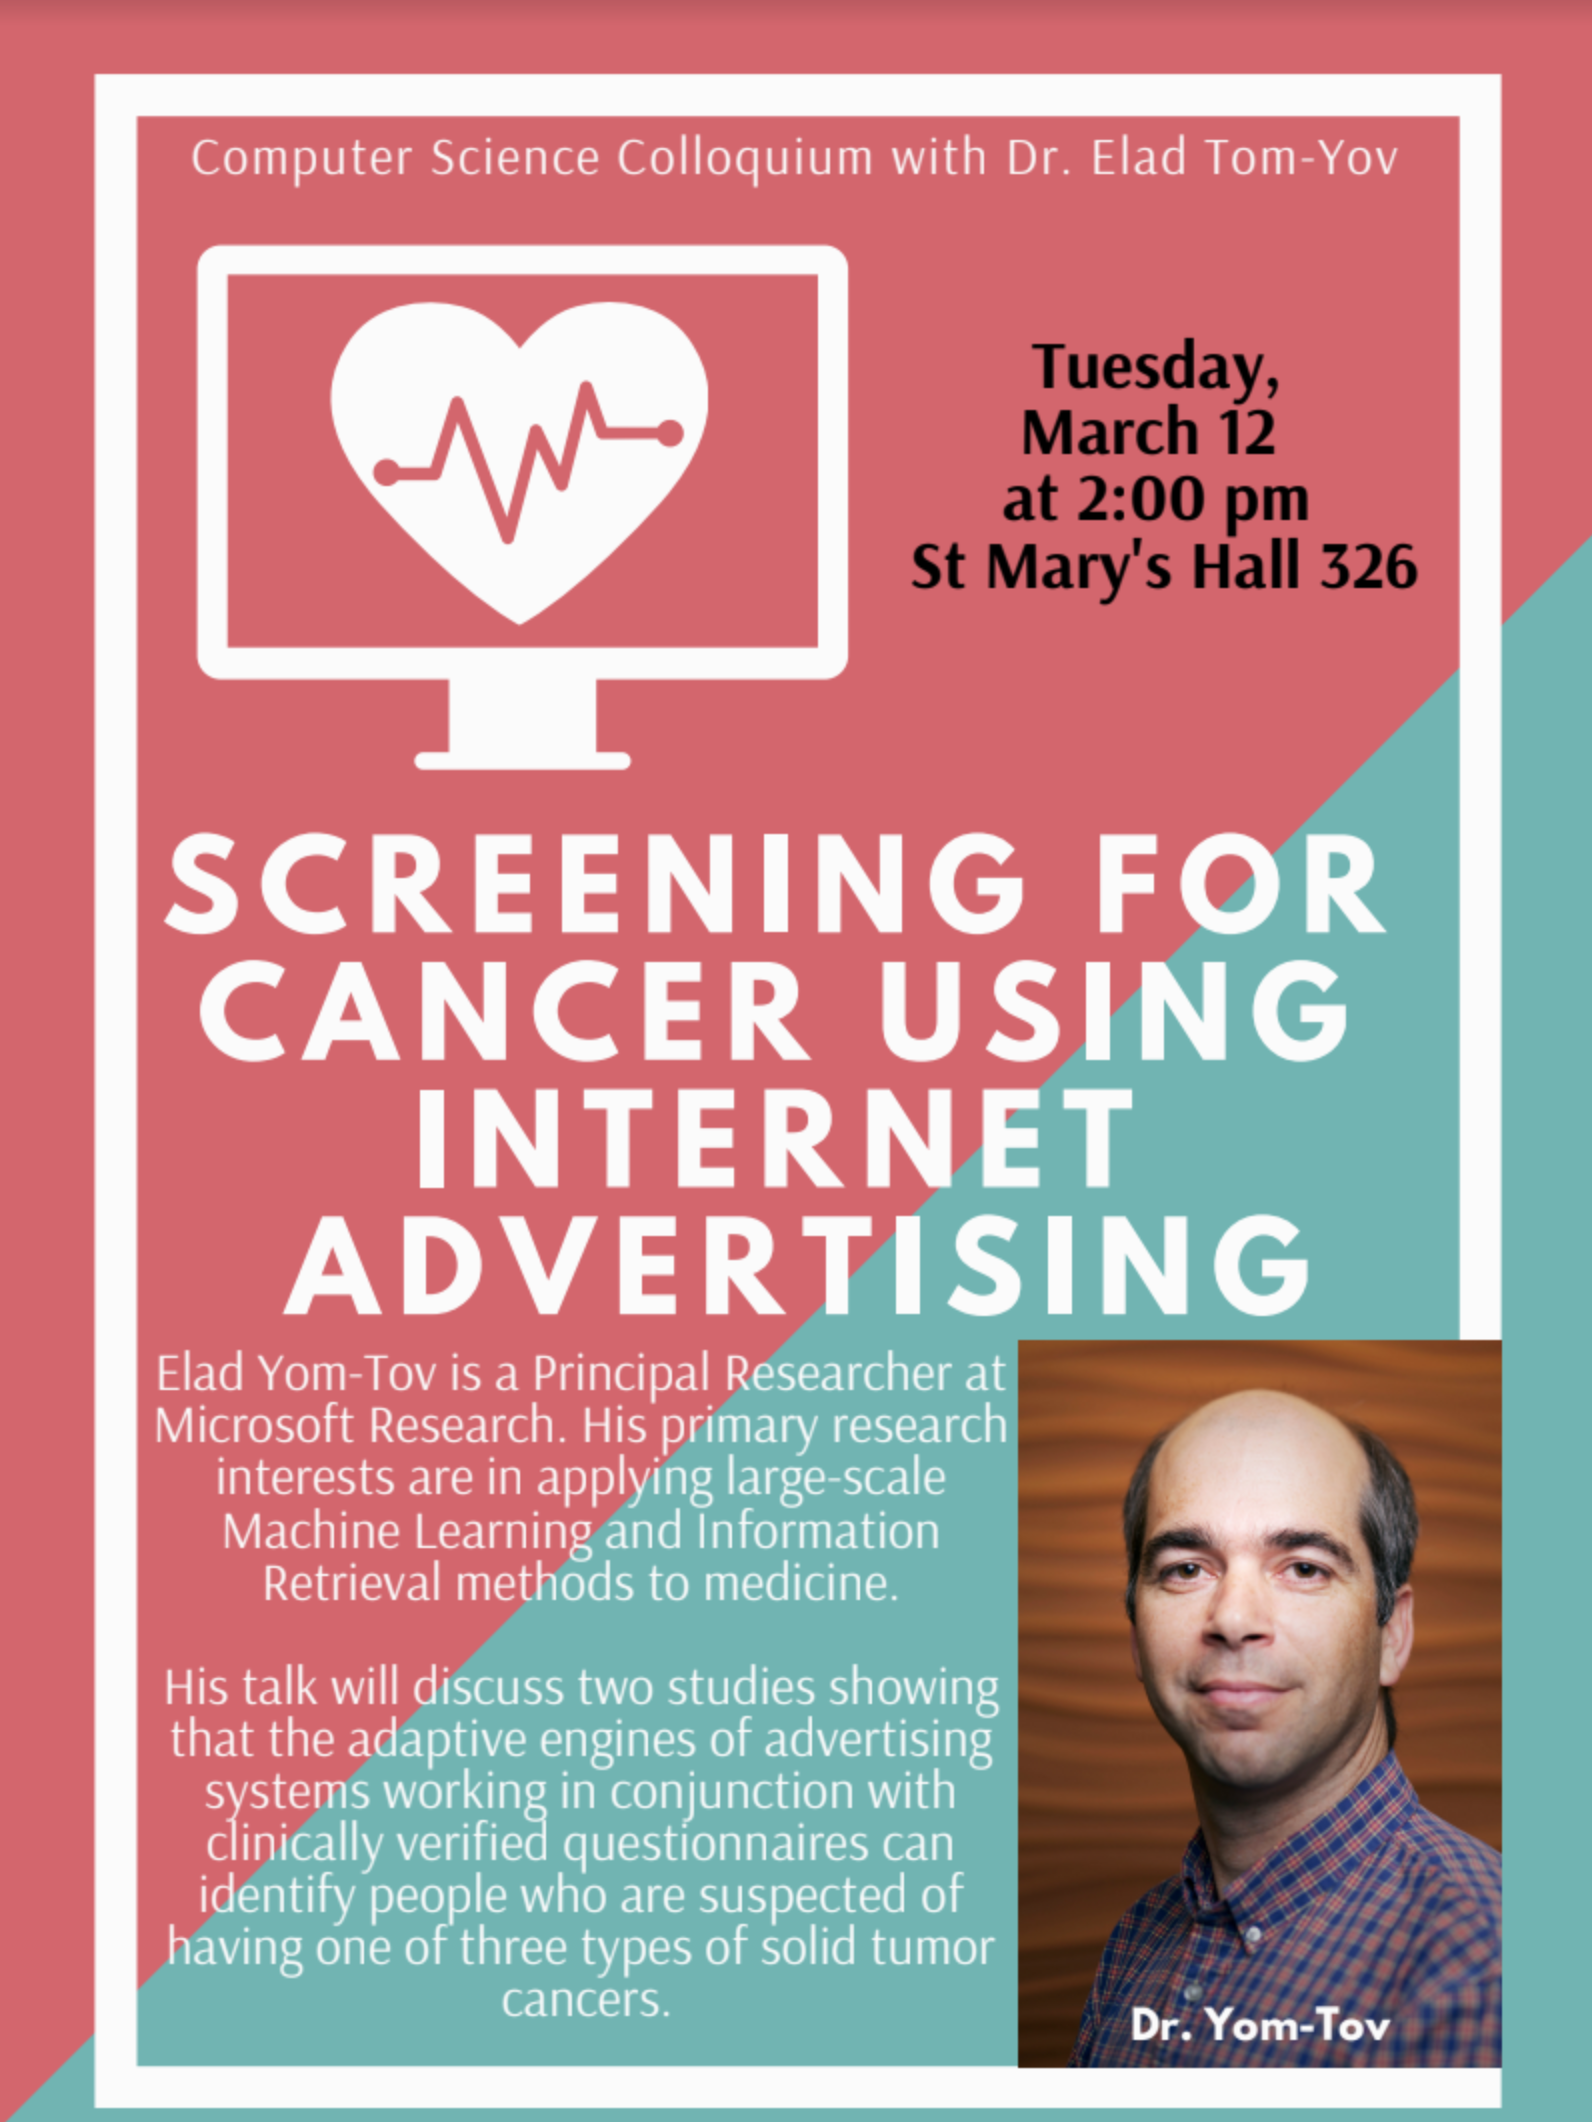 Computer Science Colloquium with Dr. Elad Tom-Yov
Tuesday,
March 12
at 2:00 pm
St Mary's Hall 326
SCREENING FOR
CANCER USING
INTERNET
ADVERTISING
Elad Yom-Tov is a Principal Researcher at
Microsoft Research. His primary research
interests are in applying large-scale
Machine Learning and Information
Retrieval methods to medicine.
His talk will discuss two studies showing
that the adaptive engines of advertising
systems working in conjunction with
clinically verified questionnaires can
identify people who are suspected of
having one of three types of solid tumor
cancers.
Dr. Yom-Tov